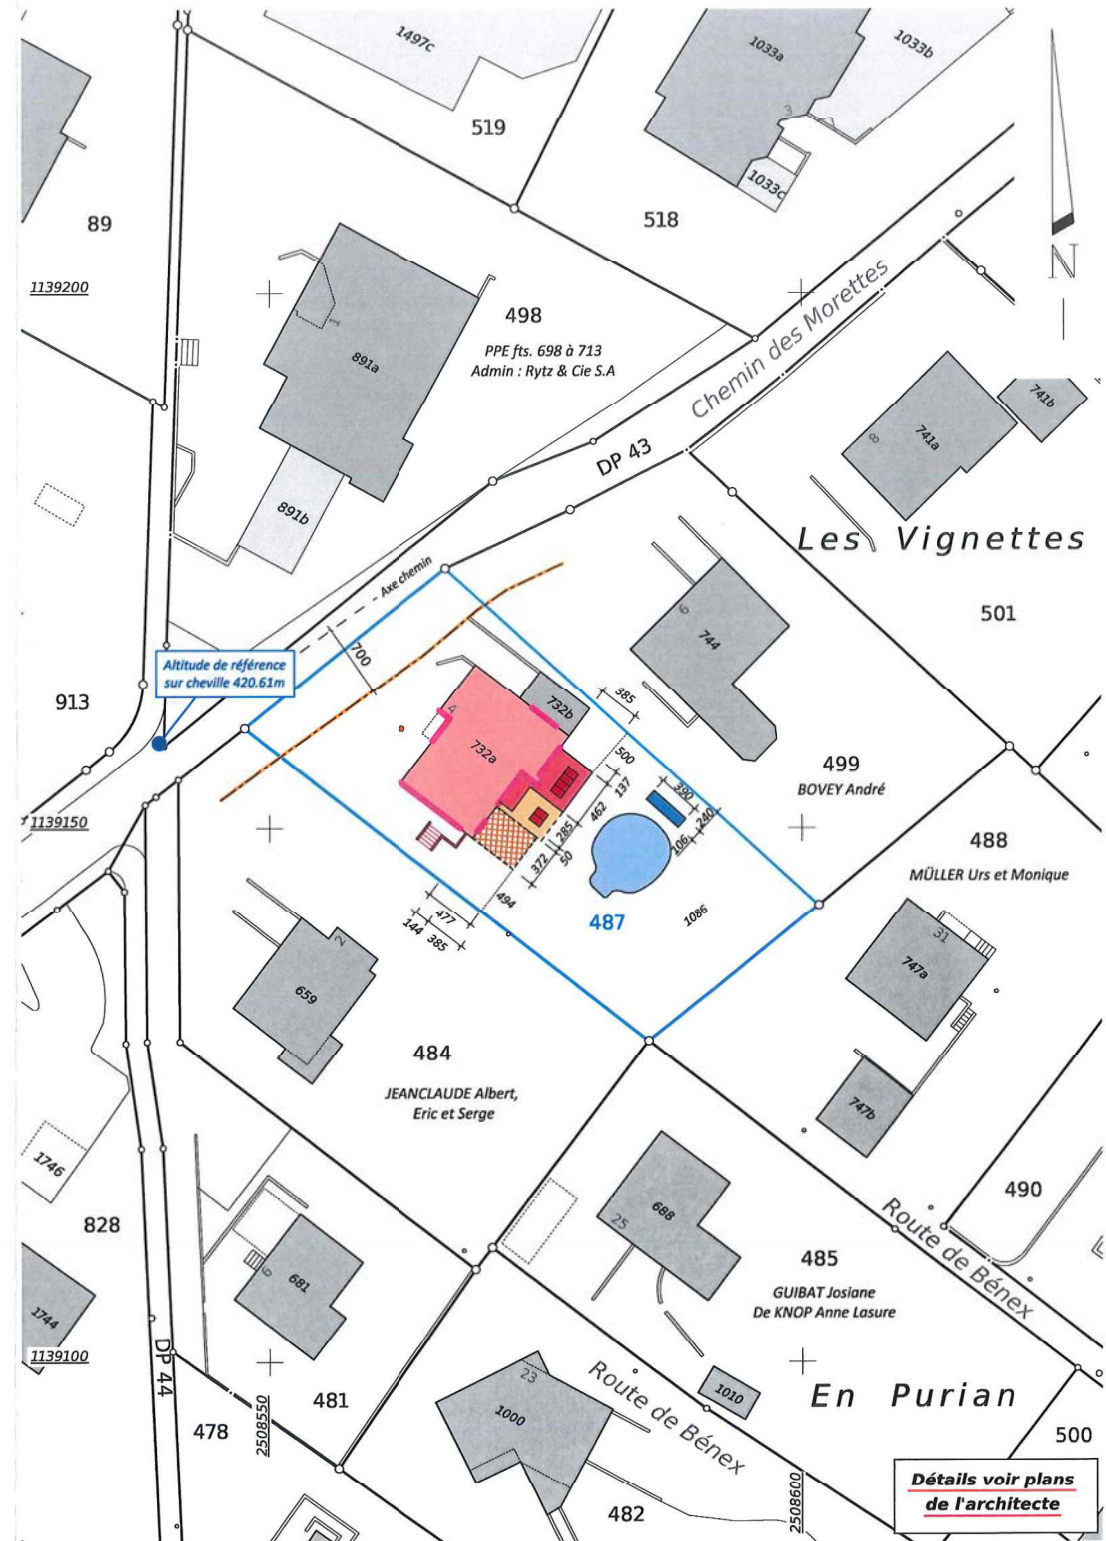 1497c
1033a
1033b
3
1033c
519
518
89
1139200
498
PPE fts. 698 à 713
Admin : Rytz & Cie S.A
1
891a
891b
Chemin des Morettes
N
741b
741a
8
DP 43
Les Vignettes
Axe chemin
501
6
744
700
Altitude de référence
sur cheville 420.61m
913
4
732a
732b
385
500
137
462
285
50
372
494
477
144
385
390
240
106
499
BOVEY André
1139150
488
MÜLLER Urs et Monique
487
1086
31
747a
2
659
484
JEANCLAUDE Albert,
Eric et Serge
747b
1746
828
688
25
490
Route de Bénex
485
GUIBAT Josiane
De KNOP Anne Lasure
681
9
1744
1139100
DP 44
23
1000
Route de Bénex
1010
En Purian
478
2508550
481
500
482
2508600
Détails voir plans
de l'architecte